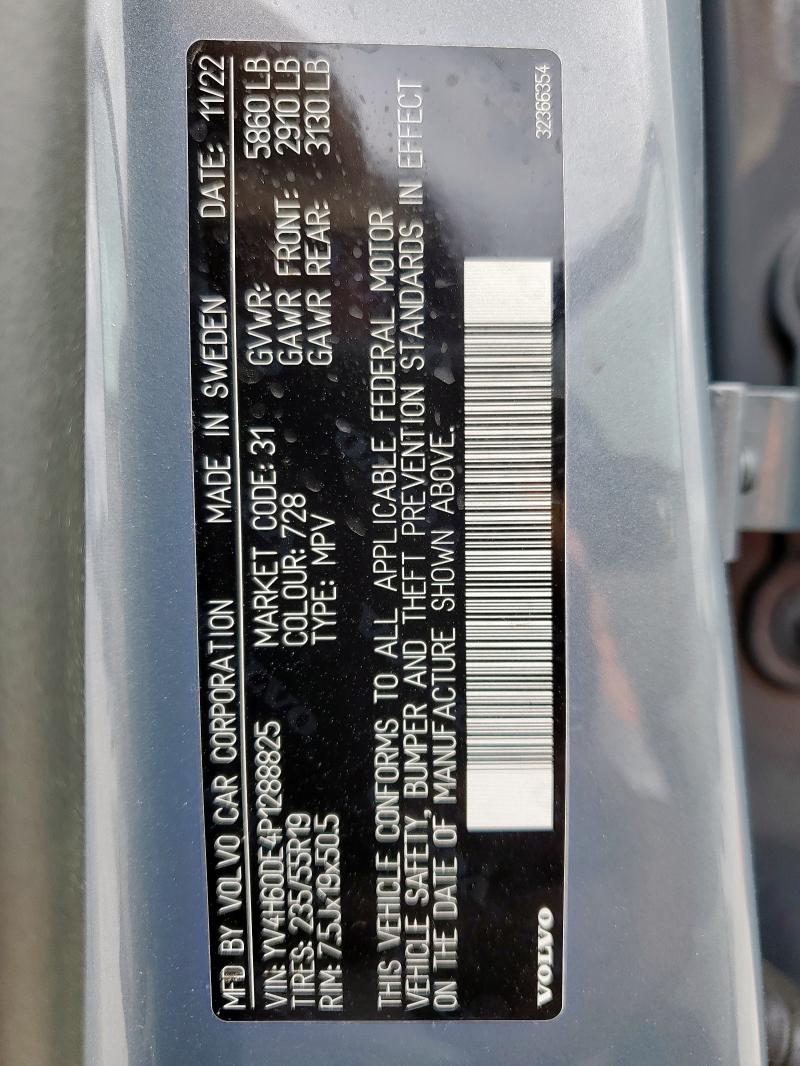 MFD BY VOLVO CAR CORPORATION MADE IN SWEDEN DATE: 11/22
VIN: YV4H60DE4P1288825 MARKET CODE: 31 GVWR: 5860 LB
TIRES: 235/55R19 COLOUR: 728 GAWR FRONT: 2910 LB
RIM: 7.5Jx19x50.5 TYPE: MPV GAWR REAR: 3130 LB
THIS VEHICLE CONFORMS TO ALL APPLICABLE FEDERAL MOTOR
VEHICLE SAFETY, BUMPER AND THEFT PREVENTION STANDARDS IN EFFECT
ON THE DATE OF MANUFACTURE SHOWN ABOVE.
VOLVO 32366354